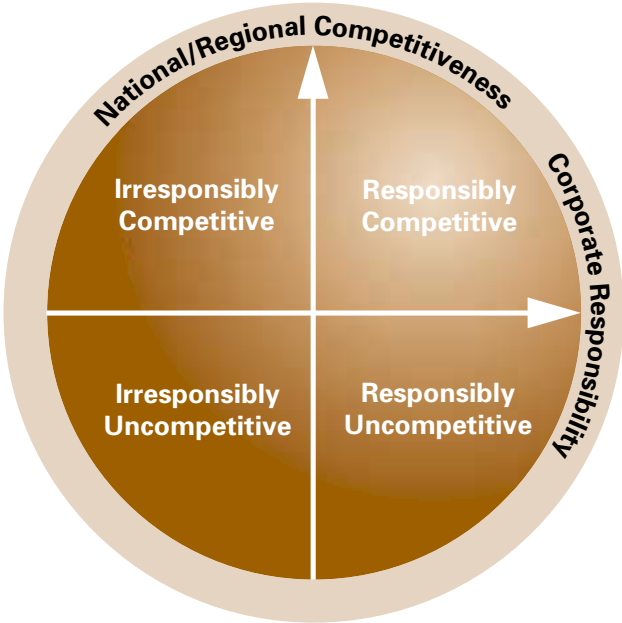 National/Regional Competitiveness
Corporate Responsibility
Irresponsibly
Competitive
Responsibly
Competitive
Irresponsibly
Uncompetitive
Responsibly
Uncompetitive